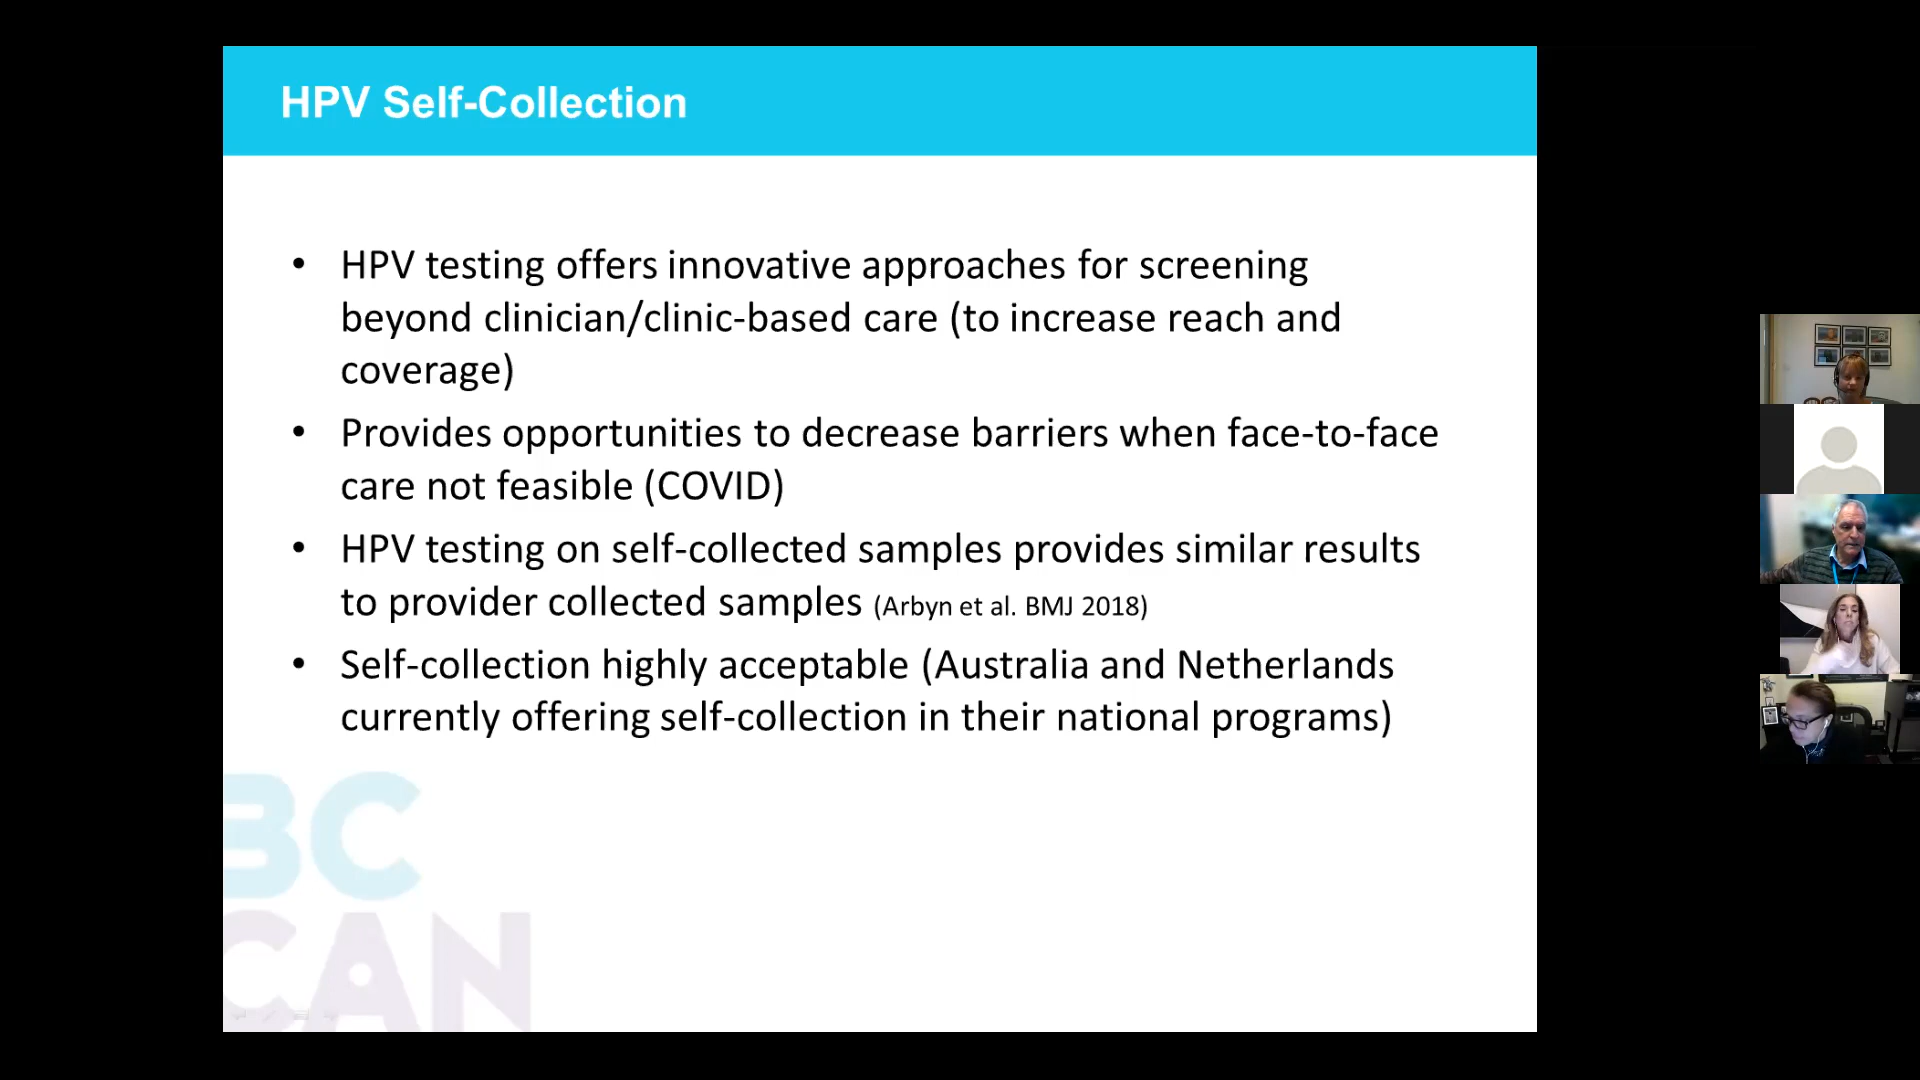 HPV Self-Collection
• HPV testing offers innovative approaches for screening
beyond clinician/clinic-based care (to increase reach and
coverage)
• Provides opportunities to decrease barriers when face-to-face
care not feasible (COVID)
• HPV testing on self-collected samples provides similar results
to provider collected samples (Arbyn et al. BMJ 2018)
• Self-collection highly acceptable (Australia and Netherlands
currently offering self-collection in their national programs)
BC
CAN